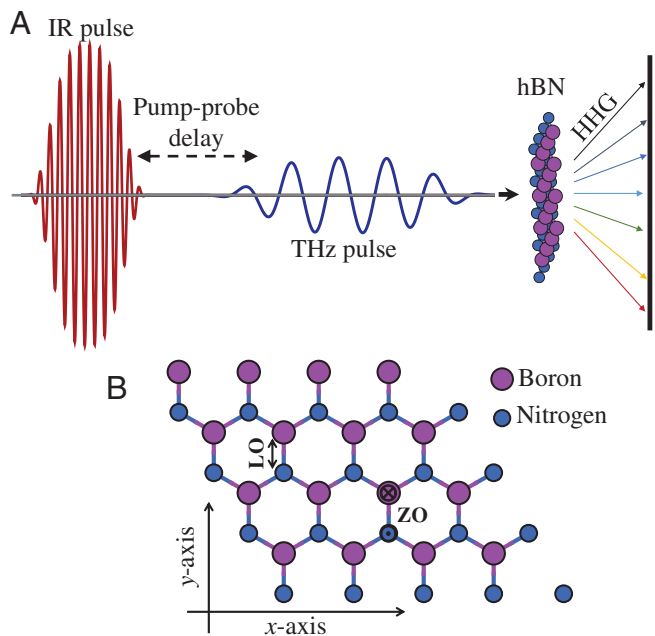 A
IR pulse
Pump-probe
delay
THz pulse
hBN
HHG
B
Boron
Nitrogen
LO
ZO
y-axis
x-axis